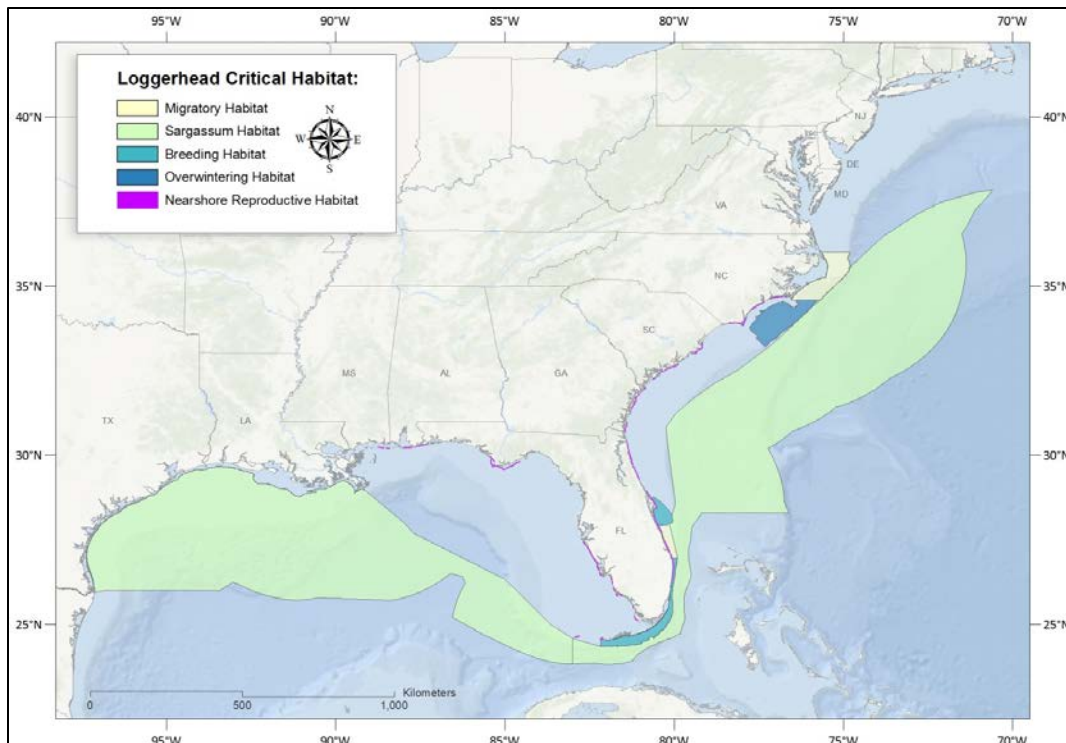 95°W 90°W 85°W 80°W 75°W 70°W
Loggerhead Critical Habitat:
Migratory Habitat
Sargassum Habitat
Breeding Habitat
Overwintering Habitat
Nearshore Reproductive Habitat
N
W E
S
40°N 40°N
NJ
DE
MD
VA
35°N 35°N
NC
SC
MS AL GA
TX LA
30°N 30°N
FL
25°N 25°N
Kilometers
0 500 1,000
95°W 90°W 85°W 80°W 75°W 70°W